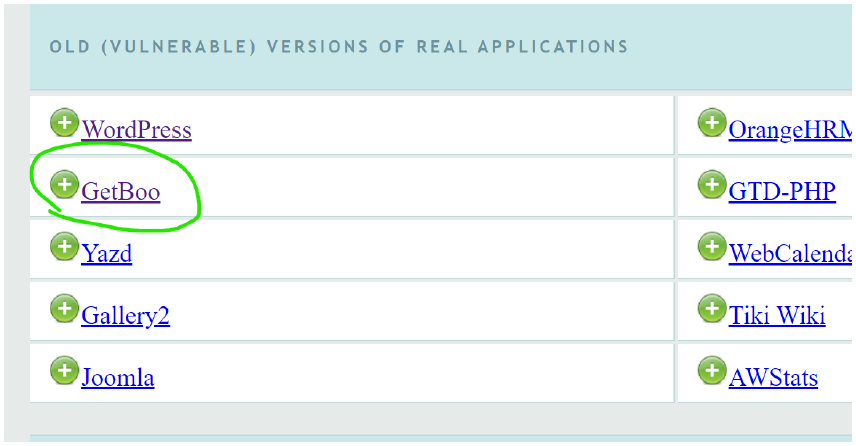 OLD (VULNERABLE) VERSIONS OF REAL APPLICATIONS
WordPress
OrangeHRM
GetBoo
GTD-PHP
Yazd
WebCalenda
Gallery2
Tiki Wiki
Joomla
AWStats